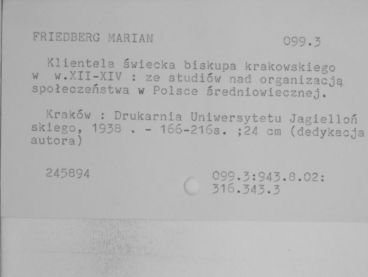 FRIEDBERG MARIAN 099.3
Klientela świecka biskupa krakowskiego
w w.XII-XIV : ze studiów nad organizacją
społeczeństwa w Polsce średniowiecznej.
Kraków : Drukarnia Uniwersytetu Jagielloń
skiego, 1938 . - 166-216s. ;24 cm (dedykacja
autora)
245894 099.3:943.8.02:
316.343.3